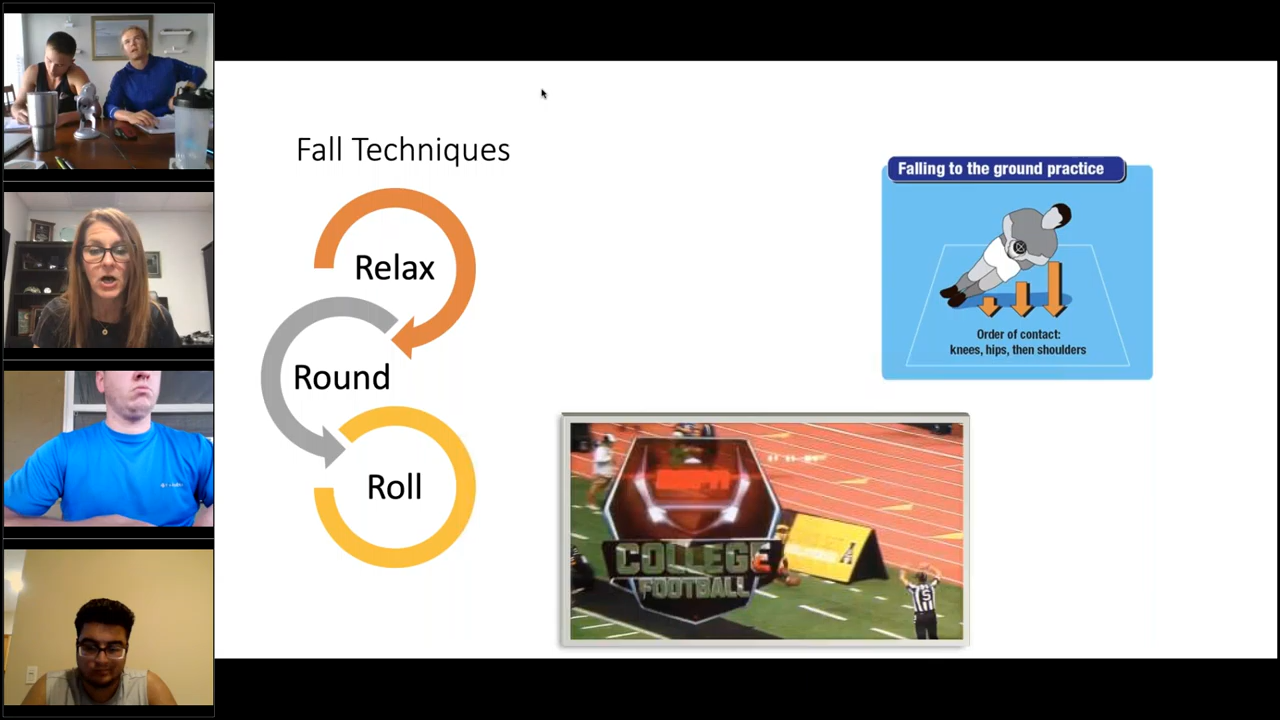 Fall Techniques
Relax
Round
Roll
Falling to the ground practice
Order of contact:
knees, hips, then shoulders
COLLEGE
FOOTBALL
S